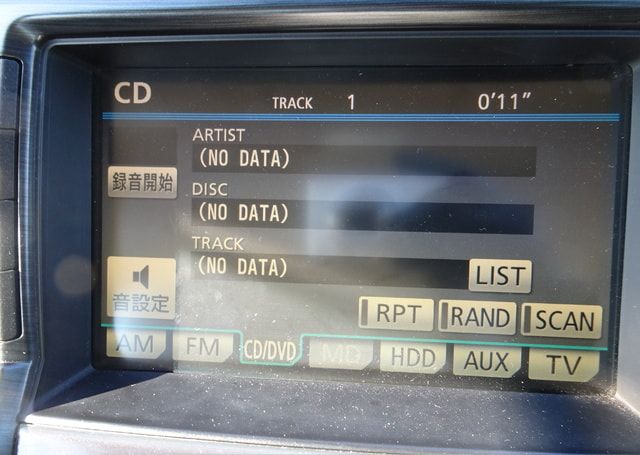 CD TRACK 1 0'11"
ARTIST
(NO DATA)
録音開始
DISC
(NO DATA)
TRACK
(NO DATA) LIST
音設定
RPT RAND SCAN
AM FM CD/DVD MD HDD AUX TV